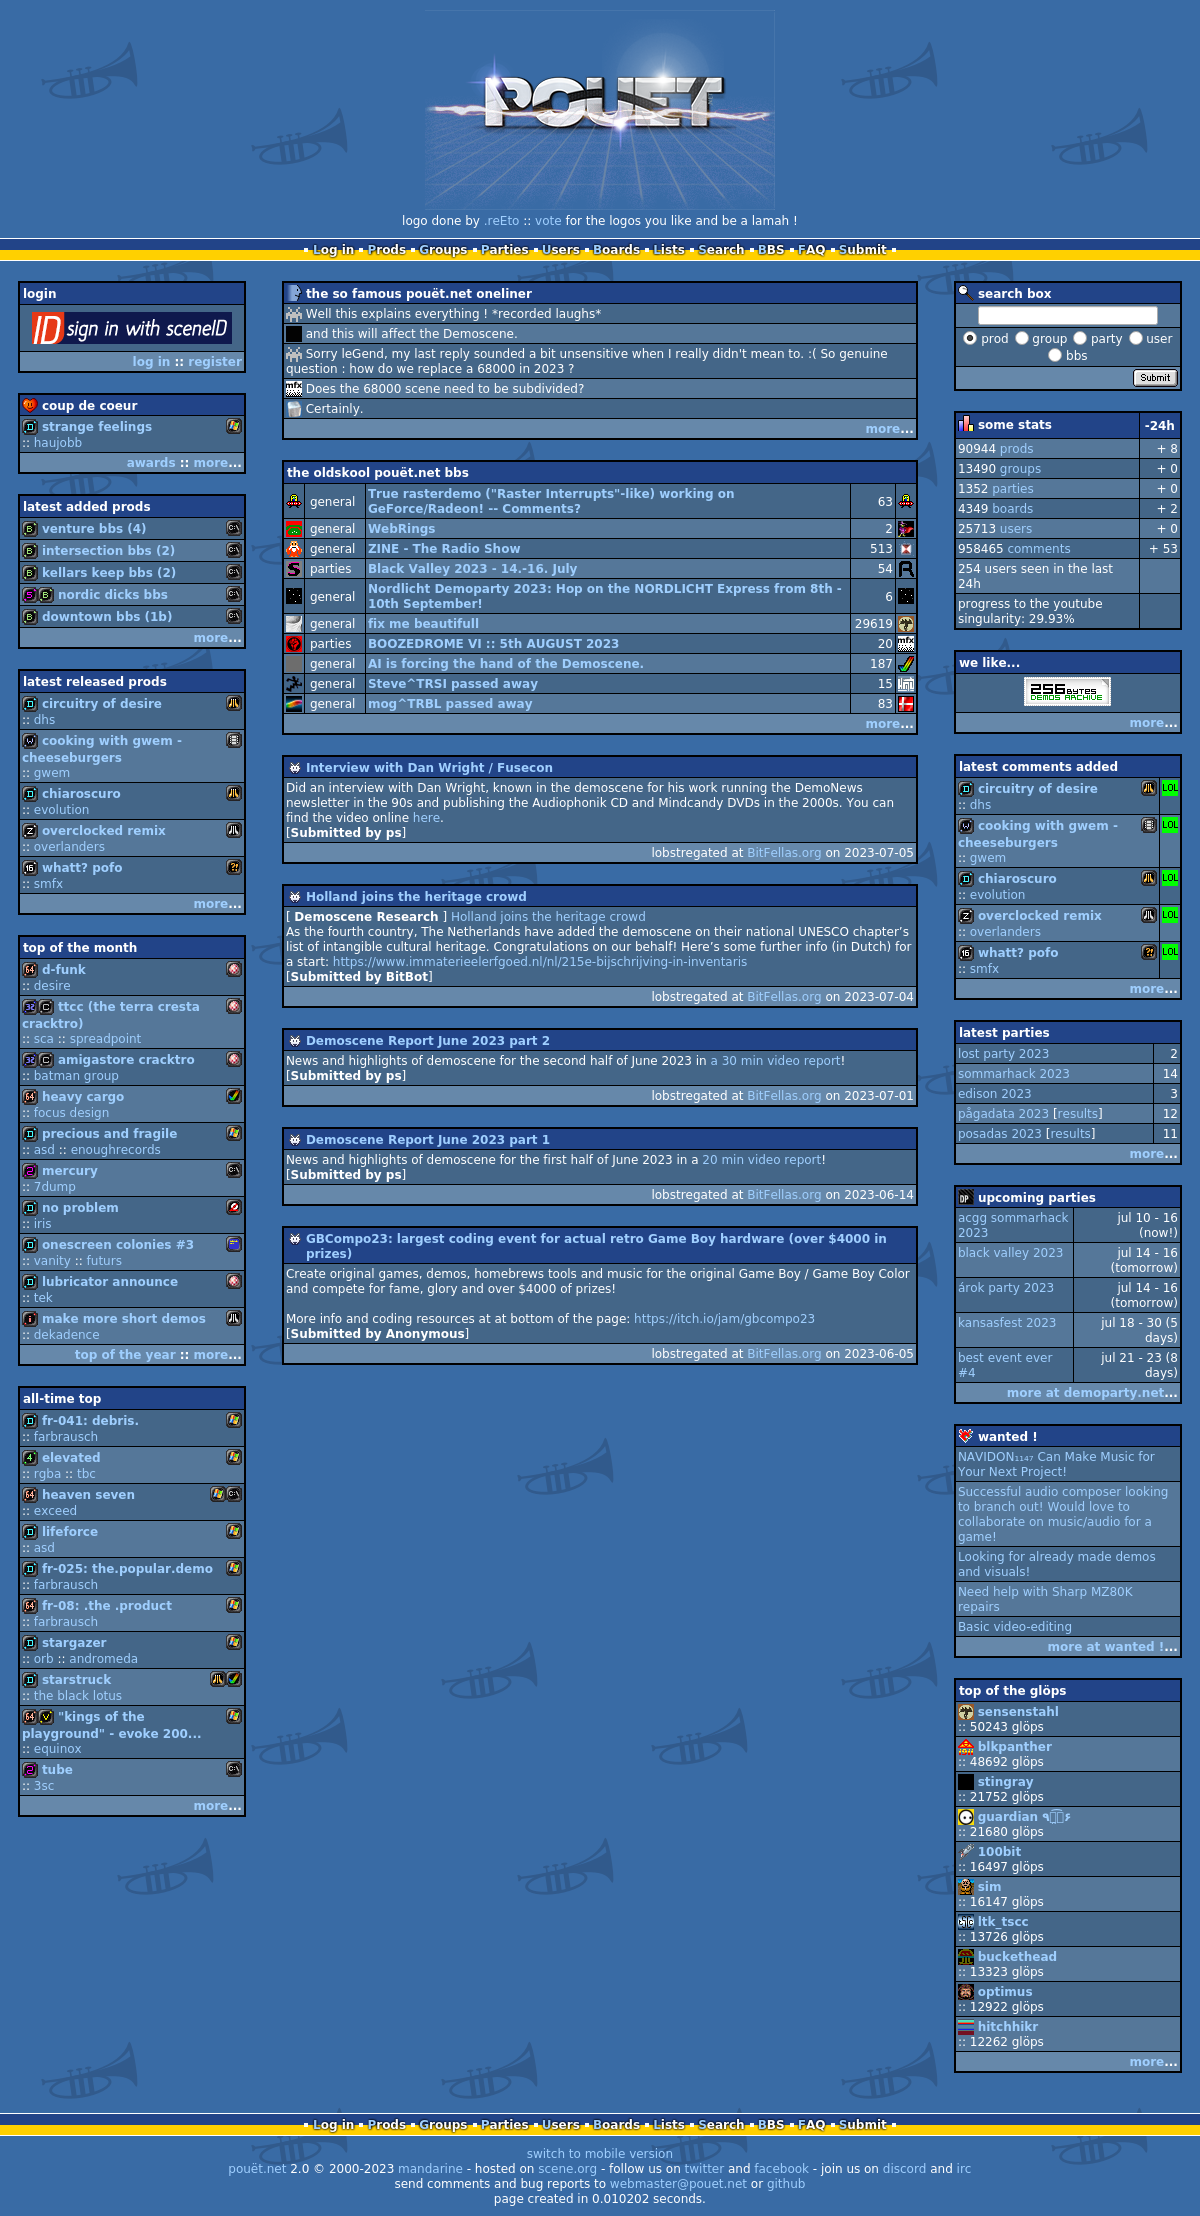 POUET
logo done by .reEto :: vote for the logos you like and be a lamah !
Log in Prods Groups Parties Users Boards Lists Search BBS FAQ Submit
login
sign in with sceneID
log in :: register
coup de coeur
strange feelings
:: haujobb
awards :: more...
latest added prods
venture bbs (4)
intersection bbs (2)
kellars keep bbs (2)
nordic dicks bbs
downtown bbs (1b)
more...
latest released prods
circuitry of desire
:: dhs
cooking with gwem -
cheeseburgers
:: gwem
chiaroscuro
:: evolution
overclocked remix
:: overlanders
whatt? pofo
:: smfx
more...
top of the month
d-funk
:: desire
ttcc (the terra cresta
cracktro)
:: sca :: spreadpoint
amigastore cracktro
:: batman group
heavy cargo
:: focus design
precious and fragile
:: asd :: enoughrecords
mercury
:: 7dump
no problem
:: iris
onescreen colonies #3
:: vanity :: futurs
lubricator announce
:: tek
make more short demos
:: dekadence
top of the year :: more...
all-time top
fr-041: debris.
:: farbrausch
elevated
:: rgba :: tbc
heaven seven
:: exceed
lifeforce
:: asd
fr-025: the.popular.demo
:: farbrausch
fr-08: .the .product
:: farbrausch
stargazer
:: orb :: andromeda
starstruck
:: the black lotus
"kings of the
playground" - evoke 200...
:: equinox
tube
:: 3sc
more...
the so famous pouët.net oneliner
Well this explains everything ! *recorded laughs*
and this will affect the Demoscene.
Sorry leGend, my last reply sounded a bit unsensitive when I really didn't mean to. :( So genuine
question : how do we replace a 68000 in 2023 ?
Does the 68000 scene need to be subdivided?
Certainly.
more...
the oldskool pouët.net bbs
general True rasterdemo ("Raster Interrupts"-like) working on
GeForce/Radeon! -- Comments? 63
general WebRings 2
general ZINE - The Radio Show 513
parties Black Valley 2023 - 14.-16. July 54
general Nordlicht Demoparty 2023: Hop on the NORDLICHT Express from 8th -
10th September! 6
general fix me beautifull 29619
parties BOOZEDROME VI :: 5th AUGUST 2023 20
general AI is forcing the hand of the Demoscene. 187
general Steve^TRSI passed away 15
general mog^TRBL passed away 83
more...
Interview with Dan Wright / Fusecon
Did an interview with Dan Wright, known in the demoscene for his work running the DemoNews
newsletter in the 90s and publishing the Audiophonik CD and Mindcandy DVDs in the 2000s. You can
find the video online here.
[Submitted by ps]
lobstregated at BitFellas.org on 2023-07-05
Holland joins the heritage crowd
[ Demoscene Research ] Holland joins the heritage crowd
As the fourth country, The Netherlands have added the demoscene on their national UNESCO chapter’s
list of intangible cultural heritage. Congratulations on our behalf! Here’s some further info (in Dutch) for
a start: https://www.immaterieelerfgoed.nl/nl/215e-bijschrijving-in-inventaris
[Submitted by BitBot]
lobstregated at BitFellas.org on 2023-07-04
Demoscene Report June 2023 part 2
News and highlights of demoscene for the second half of June 2023 in a 30 min video report!
[Submitted by ps]
lobstregated at BitFellas.org on 2023-07-01
Demoscene Report June 2023 part 1
News and highlights of demoscene for the first half of June 2023 in a 20 min video report!
[Submitted by ps]
lobstregated at BitFellas.org on 2023-06-14
GBCompo23: largest coding event for actual retro Game Boy hardware (over $4000 in
prizes)
Create original games, demos, homebrews tools and music for the original Game Boy / Game Boy Color
and compete for fame, glory and over $4000 of prizes!
More info and coding resources at at bottom of the page: https://itch.io/jam/gbcompo23
[Submitted by Anonymous]
lobstregated at BitFellas.org on 2023-06-05
search box
prod group party user
bbs
Submit
some stats -24h
90944 prods + 8
13490 groups + 0
1352 parties + 0
4349 boards + 2
25713 users + 0
958465 comments + 53
254 users seen in the last
24h
progress to the youtube
singularity: 29.93%
we like...
256 BYTES
DEMOS ARCHIVE
more...
latest comments added
circuitry of desire LOL
:: dhs
cooking with gwem - LOL
cheeseburgers
:: gwem
chiaroscuro LOL
:: evolution
overclocked remix LOL
:: overlanders
whatt? pofo LOL
:: smfx
more...
latest parties
lost party 2023 2
sommarhack 2023 14
edison 2023 3
pågadata 2023 [results] 12
posadas 2023 [results] 11
more...
upcoming parties
acgg sommarhack 2023 jul 10 - 16 (now!)
black valley 2023 jul 14 - 16 (tomorrow)
árok party 2023 jul 14 - 16 (tomorrow)
kansasfest 2023 jul 18 - 30 (5 days)
best event ever #4 jul 21 - 23 (8 days)
more at demoparty.net...
wanted !
NAVIDON₁₁₄₇ Can Make Music for
Your Next Project!
Successful audio composer looking
to branch out! Would love to
collaborate on music/audio for a
game!
Looking for already made demos
and visuals!
Need help with Sharp MZ80K
repairs
Basic video-editing
more at wanted !...
top of the glöps
sensenstahl
:: 50243 glöps
blkpanther
:: 48692 glöps
stingray
:: 21752 glöps
guardian
:: 21680 glöps
100bit
:: 16497 glöps
sim
:: 16147 glöps
ltk_tscc
:: 13726 glöps
buckethead
:: 13323 glöps
optimus
:: 12922 glöps
hitchhikr
:: 12262 glöps
more...
Log in Prods Groups Parties Users Boards Lists Search BBS FAQ Submit
switch to mobile version
pouët.net 2.0 © 2000-2023 mandarine - hosted on scene.org - follow us on twitter and facebook - join us on discord and irc
send comments and bug reports to webmaster@pouet.net or github
page created in 0.010202 seconds.